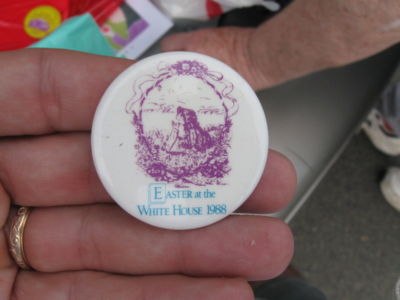 EASTER at the
WHITE HOUSE 1988